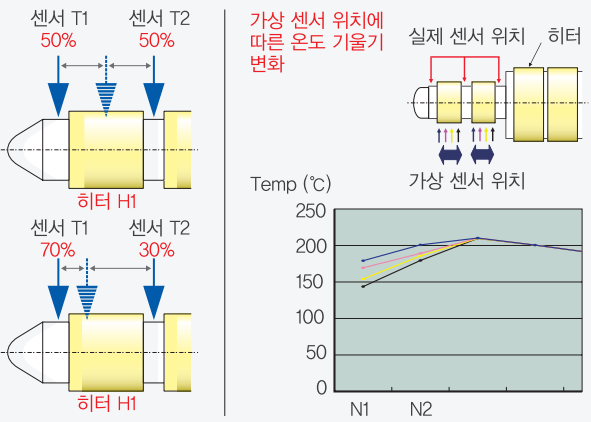 센서 T1 센서 T2
50% 50%
히터 H1
센서 T1 센서 T2
70% 30%
히터 H1
가상 센서 위치에
따른 온도 기울기
변화
실제 센서 위치 히터
가상 센서 위치
Temp (℃)
250
200
150
100
50
0
N1 N2